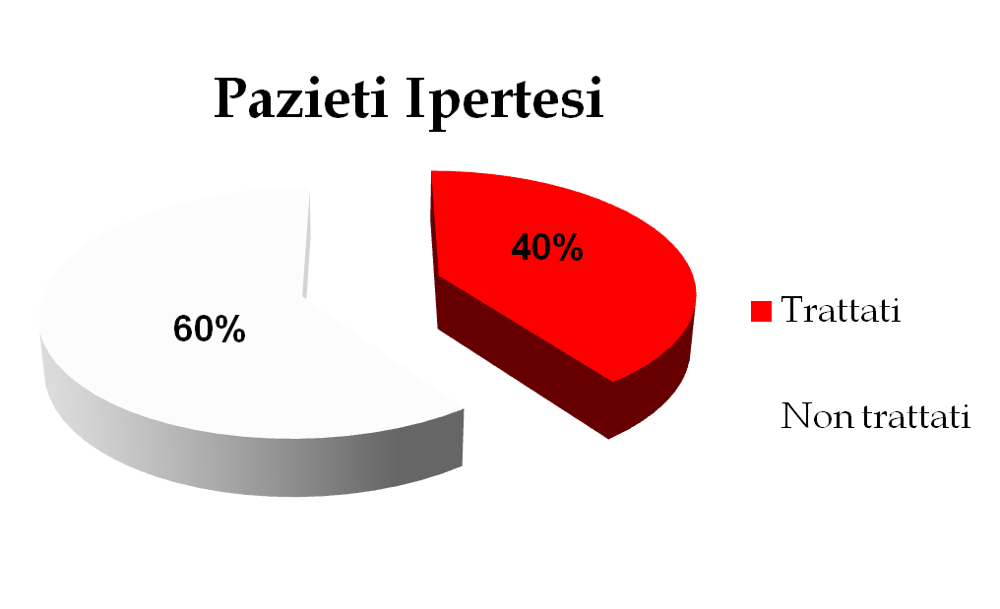 Pazieti Ipertesi
40%
60%
Trattati
Non trattati